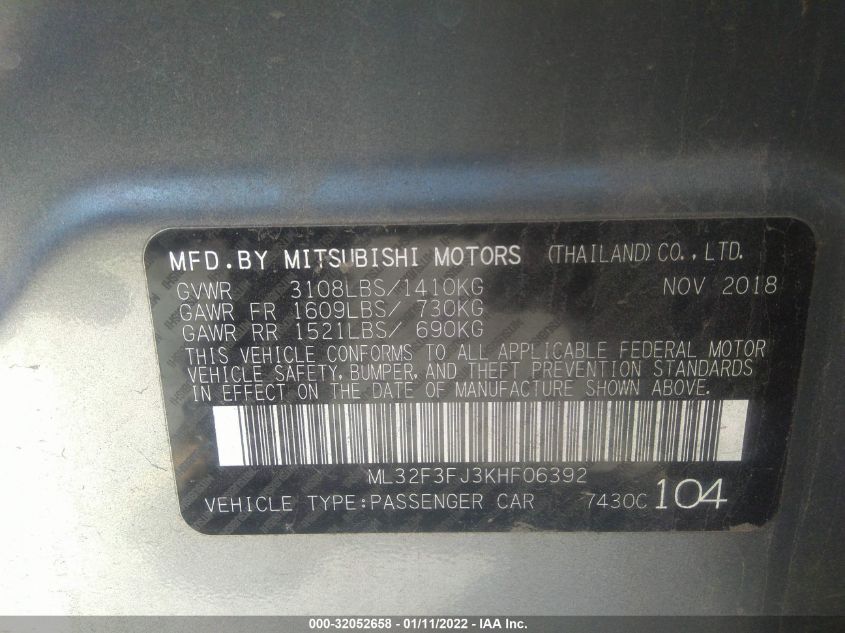 MFD.BY MITSUBISHI MOTORS (THAILAND) CO., LTD.
GVWR 3108LBS/1410KG NOV 2018
GAWR FR 1609LBS/ 730KG
GAWR RR 1521LBS/ 690KG
THIS VEHICLE CONFORMS TO ALL APPLICABLE FEDERAL MOTOR
VEHICLE SAFETY, BUMPER, AND THEFT PREVENTION STANDARDS
IN EFFECT ON THE DATE OF MANUFACTURE SHOWN ABOVE.
ML32F3FJ3KHF06392
VEHICLE TYPE:PASSENGER CAR 7430C 104
000-32052658 - 01/11/2022 - IAA Inc.